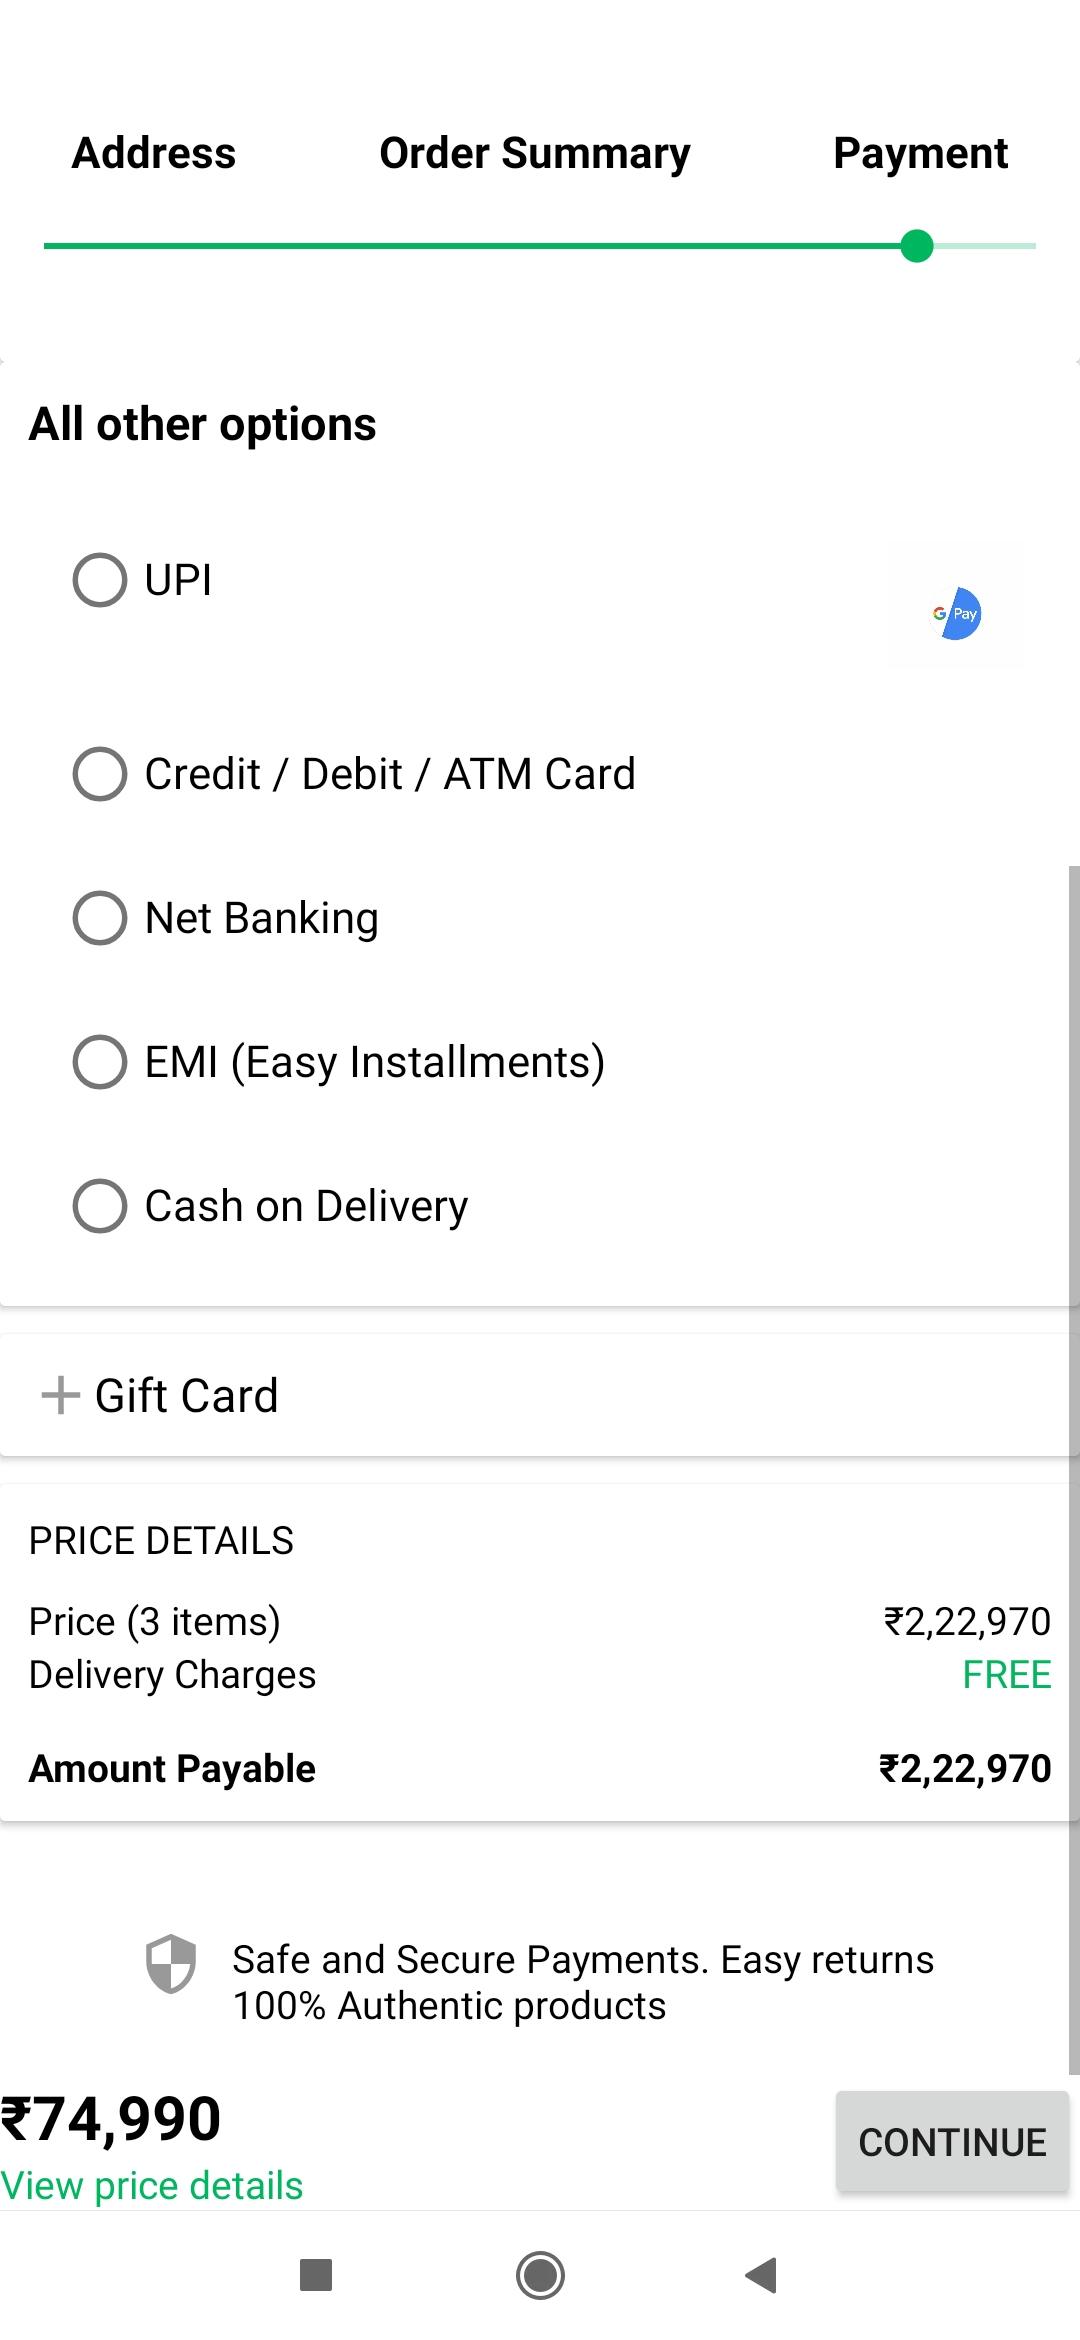 Address Order Summary Payment
All other options
UPI
G Pay
Credit / Debit / ATM Card
Net Banking
EMI (Easy Installments)
Cash on Delivery
+ Gift Card
PRICE DETAILS
Price (3 items) ₹2,22,970
Delivery Charges FREE
Amount Payable ₹2,22,970
Safe and Secure Payments. Easy returns
100% Authentic products
₹74,990
View price details
CONTINUE